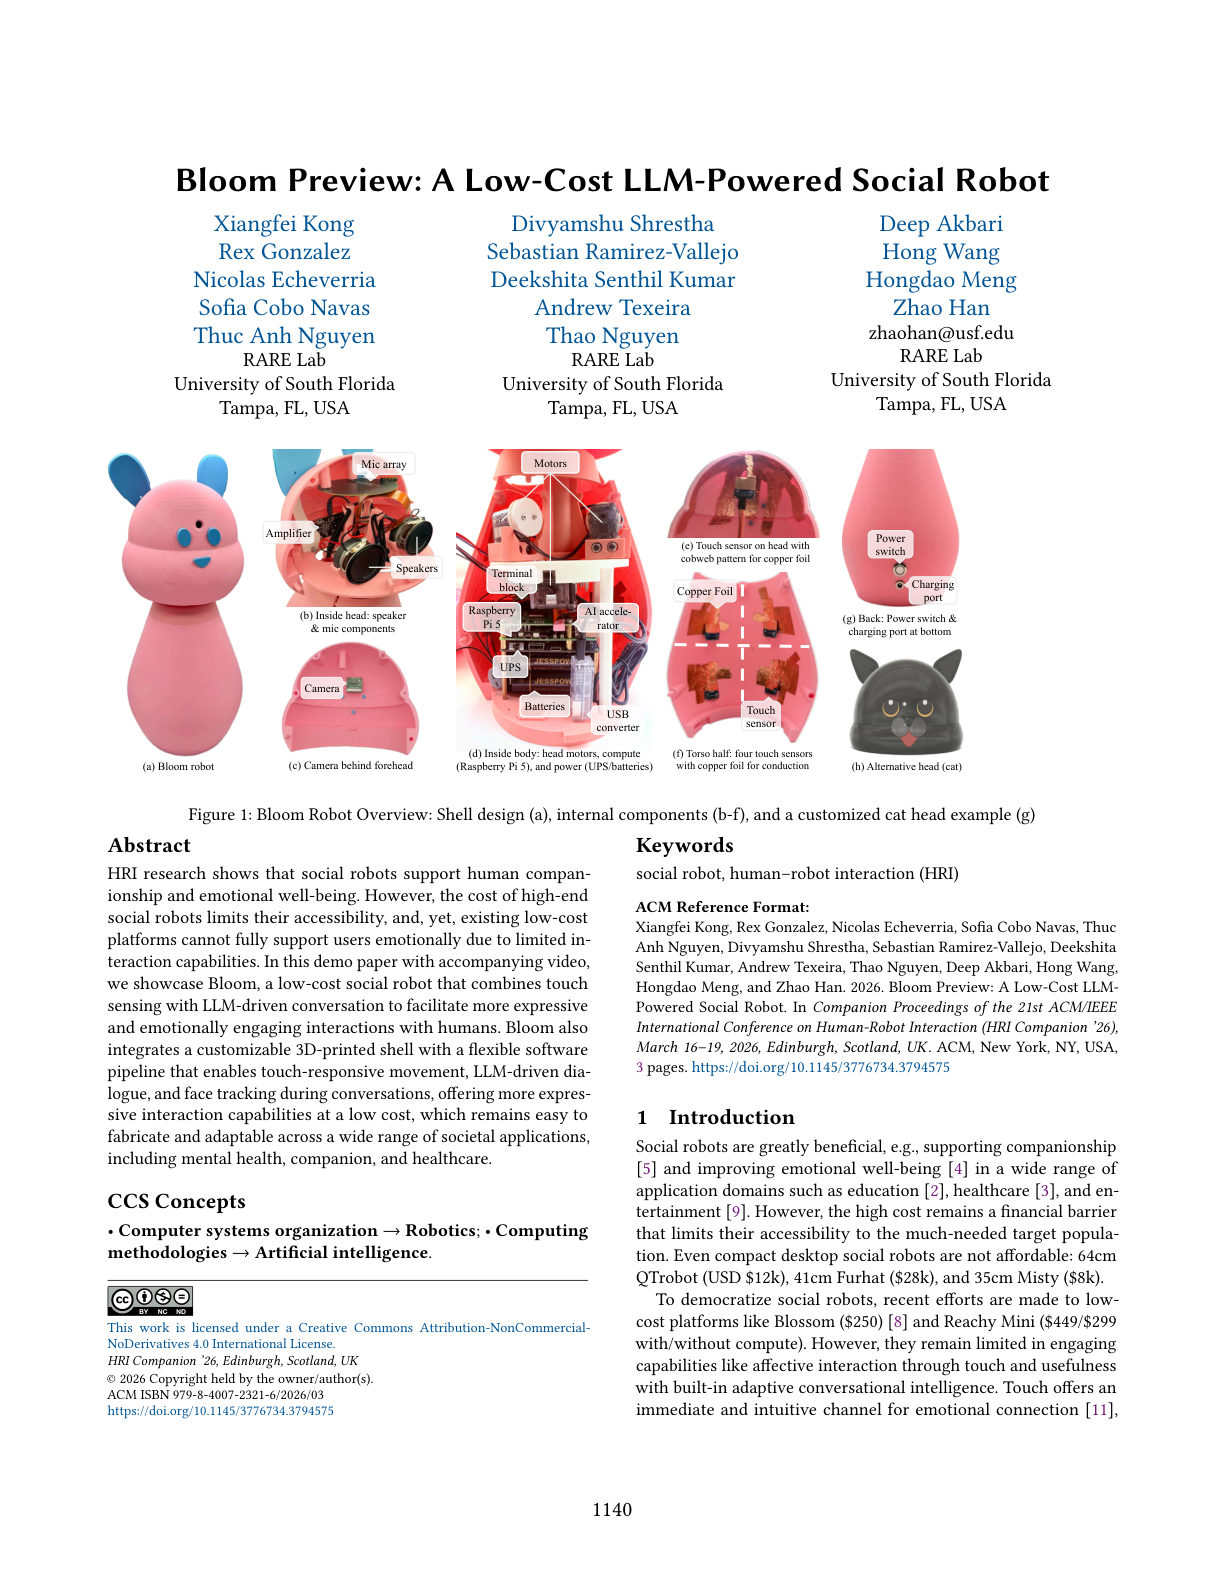 Bloom Preview: A Low-Cost LLM-Powered Social Robot
Xiangfei Kong
Rex Gonzalez
Nicolas Echeverria
Sofia Cobo Navas
Thuc Anh Nguyen
RARE Lab
University of South Florida
Tampa, FL, USA
Divyamshu Shrestha
Sebastian Ramirez-Vallejo
Deekshita Senthil Kumar
Andrew Texeira
Thao Nguyen
RARE Lab
University of South Florida
Tampa, FL, USA
Deep Akbari
Hong Wang
Hongdao Meng
Zhao Han
zhaohan@usf.edu
RARE Lab
University of South Florida
Tampa, FL, USA
(a) Bloom robot
Mic array
Amplifier
Speakers
(b) Inside head: speaker
& mic components
Camera
(c) Camera behind forehead
Motors
Terminal
block
Raspberry
Pi 5
AI accele-
rator
UPS
JESSPOW
JESSPOW
Batteries
USB
converter
(d) Inside body: head motors, compute
(Raspberry Pi 5), and power (UPS/batteries)
(e) Touch sensor on head with
cobweb pattern for copper foil
Copper Foil
Touch
sensor
(f) Torso half: four touch sensors
with copper foil for conduction
Power
switch
Charging
port
(g) Back: Power switch &
charging port at bottom
(h) Alternative head (cat)
Figure 1: Bloom Robot Overview: Shell design (a), internal components (b-f), and a customized cat head example (g)
Abstract
HRI research shows that social robots support human compan-
ionship and emotional well-being. However, the cost of high-end
social robots limits their accessibility, and, yet, existing low-cost
platforms cannot fully support users emotionally due to limited in-
teraction capabilities. In this demo paper with accompanying video,
we showcase Bloom, a low-cost social robot that combines touch
sensing with LLM-driven conversation to facilitate more expressive
and emotionally engaging interactions with humans. Bloom also
integrates a customizable 3D-printed shell with a flexible software
pipeline that enables touch-responsive movement, LLM-driven dia-
logue, and face tracking during conversations, offering more expres-
sive interaction capabilities at a low cost, which remains easy to
fabricate and adaptable across a wide range of societal applications,
including mental health, companion, and healthcare.
CCS Concepts
• Computer systems organization → Robotics; • Computing
methodologies → Artificial intelligence.
cc BY NC ND
This work is licensed under a Creative Commons Attribution-NonCommercial-
NoDerivatives 4.0 International License.
HRI Companion '26, Edinburgh, Scotland, UK
© 2026 Copyright held by the owner/author(s).
ACM ISBN 979-8-4007-2321-6/2026/03
https://doi.org/10.1145/3776734.3794575
Keywords
social robot, human–robot interaction (HRI)
ACM Reference Format:
Xiangfei Kong, Rex Gonzalez, Nicolas Echeverria, Sofia Cobo Navas, Thuc
Anh Nguyen, Divyamshu Shrestha, Sebastian Ramirez-Vallejo, Deekshita
Senthil Kumar, Andrew Texeira, Thao Nguyen, Deep Akbari, Hong Wang,
Hongdao Meng, and Zhao Han. 2026. Bloom Preview: A Low-Cost LLM-
Powered Social Robot. In Companion Proceedings of the 21st ACM/IEEE
International Conference on Human-Robot Interaction (HRI Companion '26),
March 16–19, 2026, Edinburgh, Scotland, UK. ACM, New York, NY, USA,
3 pages. https://doi.org/10.1145/3776734.3794575
1 Introduction
Social robots are greatly beneficial, e.g., supporting companionship
[5] and improving emotional well-being [4] in a wide range of
application domains such as education [2], healthcare [3], and en-
tertainment [9]. However, the high cost remains a financial barrier
that limits their accessibility to the much-needed target popula-
tion. Even compact desktop social robots are not affordable: 64cm
QTrobot (USD $12k), 41cm Furhat ($28k), and 35cm Misty ($8k).
To democratize social robots, recent efforts are made to low-
cost platforms like Blossom ($250) [8] and Reachy Mini ($449/$299
with/without compute). However, they remain limited in engaging
capabilities like affective interaction through touch and usefulness
with built-in adaptive conversational intelligence. Touch offers an
immediate and intuitive channel for emotional connection [11],
1140